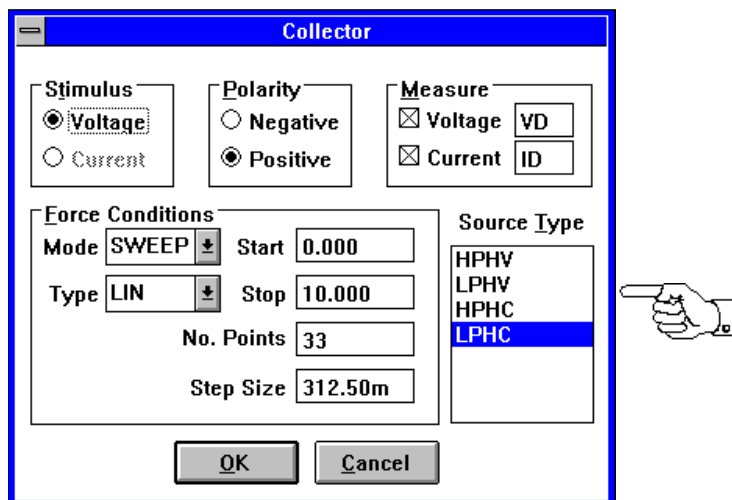 Collector
Stimulus
Voltage
Current
Polarity
Negative
Positive
Measure
Voltage VD
Current ID
Force Conditions
Mode SWEEP Start 0.000
Type LIN Stop 10.000
No. Points 33
Step Size 312.50m
Source Type
HPHV
LPHV
HPHC
LPHC
OK Cancel